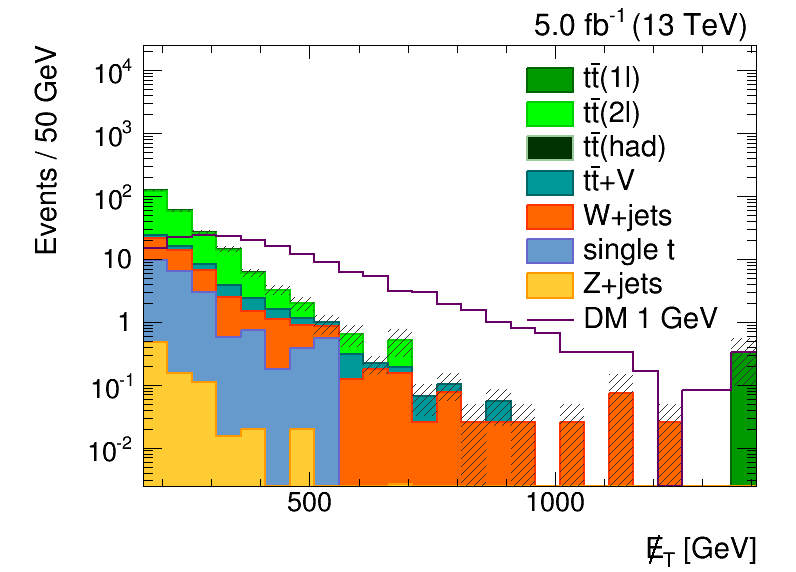 5.0 fb⁻¹ (13 TeV)
Events / 50 GeV
10⁴
10³
10²
10
1
10⁻¹
10⁻²
tt̄(1l)
tt̄(2l)
tt̄(had)
tt̄+V
W+jets
single t
Z+jets
DM 1 GeV
500
1000
E̸_T [GeV]